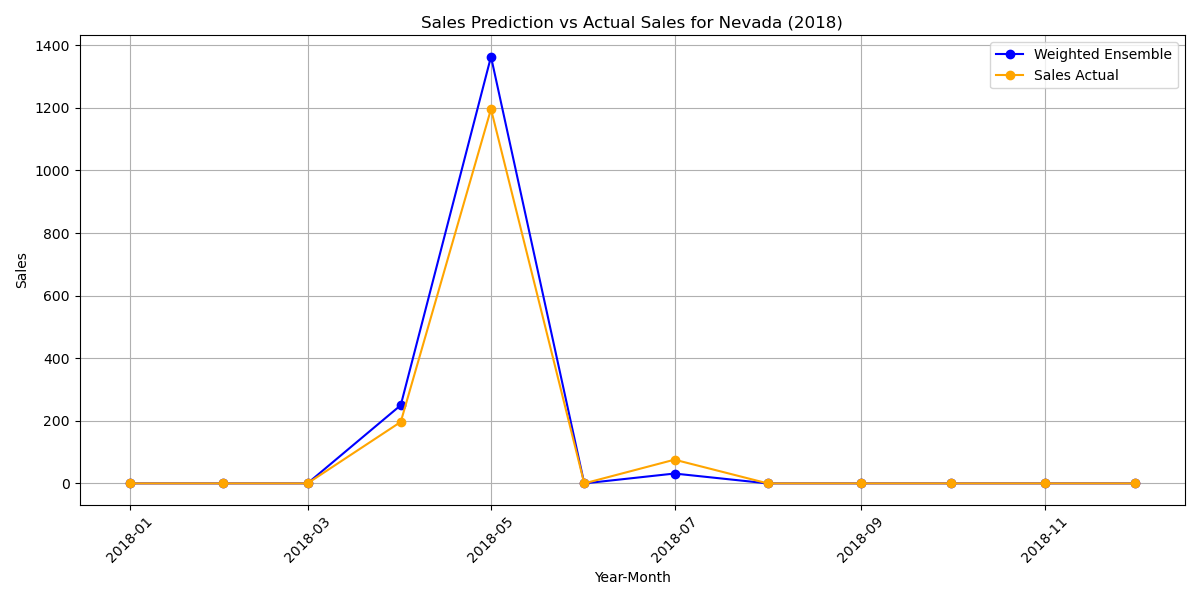 Sales Prediction vs Actual Sales for Nevada (2018)
Weighted Ensemble
Sales Actual
1400
1200
1000
800
600
400
200
0
Sales
2018-01
2018-03
2018-05
2018-07
2018-09
2018-11
Year-Month